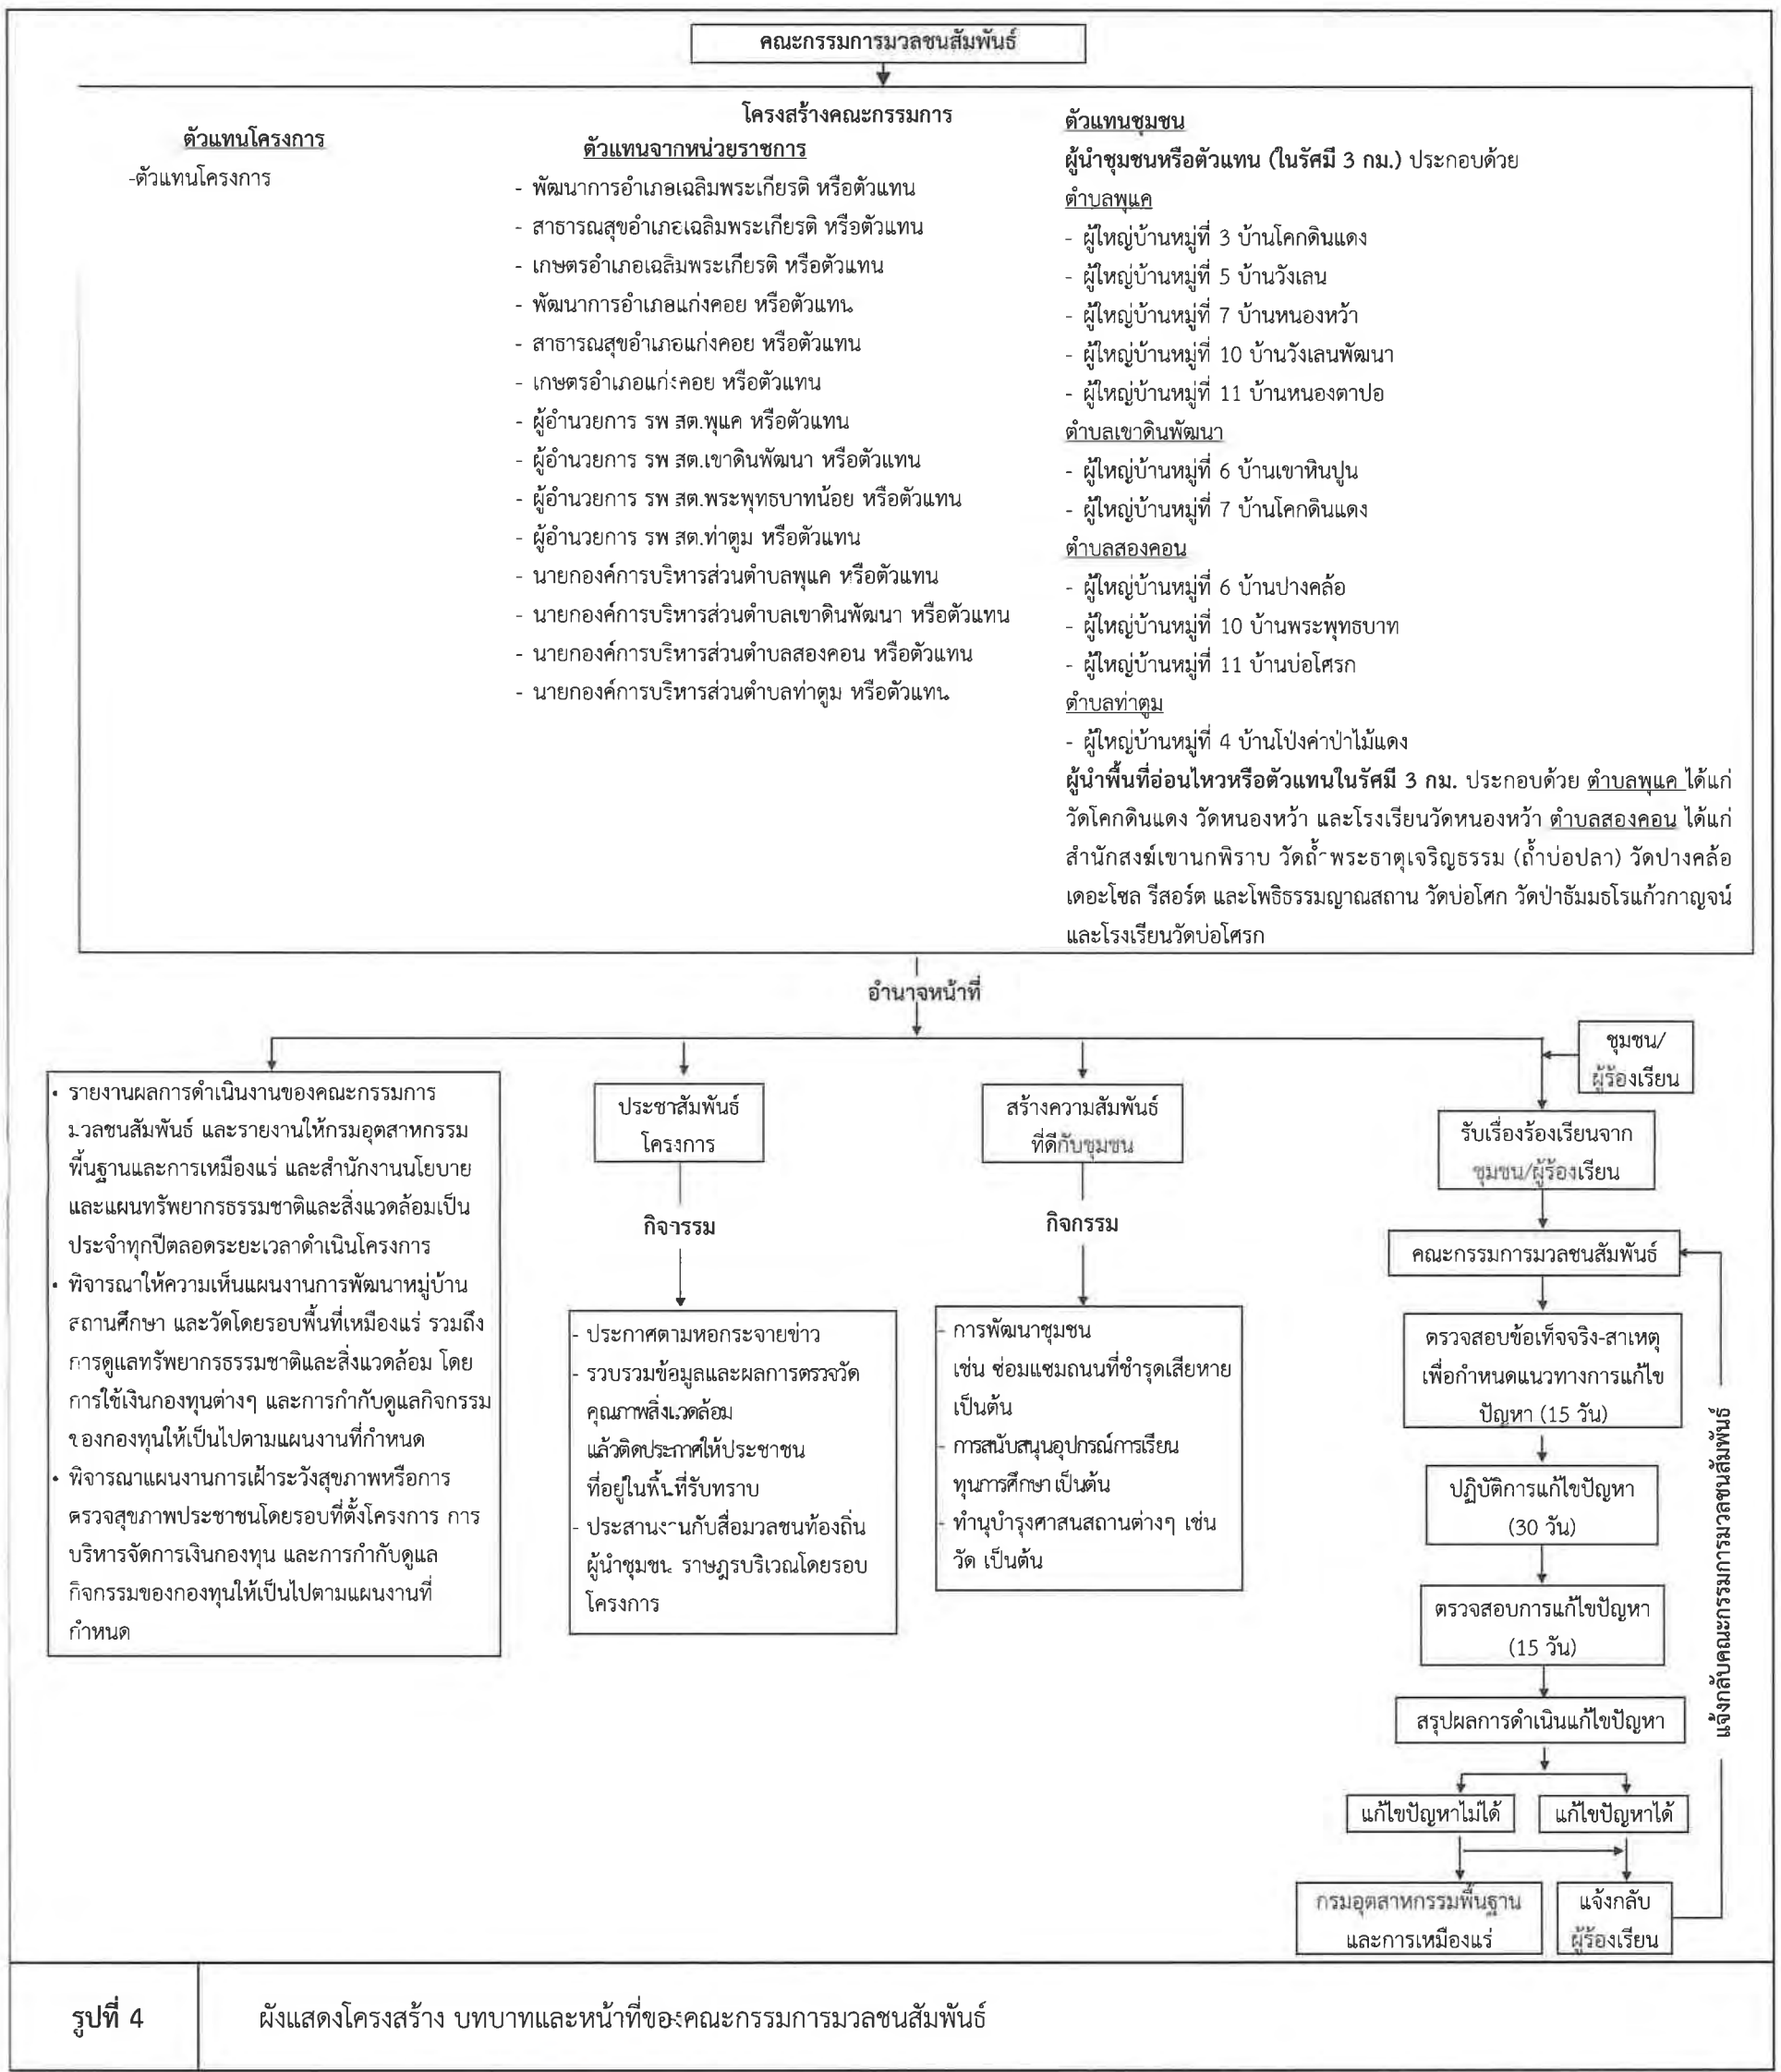 คณะกรรมการมวลชนสัมพันธ์
โครงสร้างคณะกรรมการ
ตัวแทนโครงการ
-ตัวแทนโครงการ
ตัวแทนจากหน่วยราชการ
- พัฒนาการอำเภอเฉลิมพระเกียรติ หรือตัวแทน
- สาธารณสุขอำเภอเฉลิมพระเกียรติ หรือตัวแทน
- เกษตรอำเภอเฉลิมพระเกียรติ หรือตัวแทน
- พัฒนาการอำเภอแก่งคอย หรือตัวแทน
- สาธารณสุขอำเภอแก่งคอย หรือตัวแทน
- เกษตรอำเภอแก่งคอย หรือตัวแทน
- ผู้อำนวยการ รพ สต.พุแค หรือตัวแทน
- ผู้อำนวยการ รพ สต.เขาดินพัฒนา หรือตัวแทน
- ผู้อำนวยการ รพ สต.พระพุทธบาทน้อย หรือตัวแทน
- ผู้อำนวยการ รพ สต.ท่าตูม หรือตัวแทน
- นายกองค์การบริหารส่วนตำบลพุแค หรือตัวแทน
- นายกองค์การบริหารส่วนตำบลเขาดินพัฒนา หรือตัวแทน
- นายกองค์การบริหารส่วนตำบลสองคอน หรือตัวแทน
- นายกองค์การบริหารส่วนตำบลท่าตูม หรือตัวแทน
ตัวแทนชุมชน
ผู้นำชุมชนหรือตัวแทน (ในรัศมี 3 กม.) ประกอบด้วย
ตำบลพุแค
- ผู้ใหญ่บ้านหมู่ที่ 3 บ้านโคกดินแดง
- ผู้ใหญ่บ้านหมู่ที่ 5 บ้านวังเลน
- ผู้ใหญ่บ้านหมู่ที่ 7 บ้านหนองหว้า
- ผู้ใหญ่บ้านหมู่ที่ 10 บ้านวังเลนพัฒนา
- ผู้ใหญ่บ้านหมู่ที่ 11 บ้านหนองตาปอ
ตำบลเขาดินพัฒนา
- ผู้ใหญ่บ้านหมู่ที่ 6 บ้านเขาหินปูน
- ผู้ใหญ่บ้านหมู่ที่ 7 บ้านโคกดินแดง
ตำบลสองคอน
- ผู้ใหญ่บ้านหมู่ที่ 6 บ้านปางคล้อ
- ผู้ใหญ่บ้านหมู่ที่ 10 บ้านพระพุทธบาท
- ผู้ใหญ่บ้านหมู่ที่ 11 บ้านบ่อโศรก
ตำบลท่าตูม
- ผู้ใหญ่บ้านหมู่ที่ 4 บ้านโป่งค่าป่าไม้แดง
ผู้นำพื้นที่อ่อนไหวหรือตัวแทนในรัศมี 3 กม. ประกอบด้วย ตำบลพุแค ได้แก่
วัดโคกดินแดง วัดหนองหว้า และโรงเรียนวัดหนองหว้า ตำบลสองคอน ได้แก่
สำนักสงฆ์เขานกพิราบ วัดถ้ำพระธาตุเจริญธรรม (ถ้ำบ่อปลา) วัดปางคล้อ
เดอะโซล รีสอร์ต และโพธิธรรมญาณสถาน วัดบ่อโศก วัดป่าธัมมธโรแก้วกาญจน์
และโรงเรียนวัดบ่อโศรก
อำนาจหน้าที่
• รายงานผลการดำเนินงานของคณะกรรมการ
มวลชนสัมพันธ์ และรายงานให้กรมอุตสาหกรรม
พื้นฐานและการเหมืองแร่ และสำนักงานนโยบาย
และแผนทรัพยากรธรรมชาติและสิ่งแวดล้อมเป็น
ประจำทุกปีตลอดระยะเวลาดำเนินโครงการ
• พิจารณาให้ความเห็นแผนงานการพัฒนาหมู่บ้าน
สถานศึกษา และวัดโดยรอบพื้นที่เหมืองแร่ รวมถึง
การดูแลทรัพยากรธรรมชาติและสิ่งแวดล้อม โดย
การใช้เงินกองทุนต่างๆ และการกำกับดูแลกิจกรรม
ของกองทุนให้เป็นไปตามแผนงานที่กำหนด
• พิจารณาแผนงานการเฝ้าระวังสุขภาพหรือการ
ตรวจสุขภาพประชาชนโดยรอบที่ตั้งโครงการ การ
บริหารจัดการเงินกองทุน และการกำกับดูแล
กิจกรรมของกองทุนให้เป็นไปตามแผนงานที่
กำหนด
ประชาสัมพันธ์
โครงการ
กิจกรรม
- ประกาศตามหอกระจายข่าว
- รวบรวมข้อมูลและผลการตรวจวัด
คุณภาพสิ่งแวดล้อม
แล้วติดประกาศให้ประชาชน
ที่อยู่ในพื้นที่รับทราบ
- ประสานงานกับสื่อมวลชนท้องถิ่น
ผู้นำชุมชน ราษฎรบริเวณโดยรอบ
โครงการ
สร้างความสัมพันธ์
ที่ดีกับชุมชน
กิจกรรม
- การพัฒนาชุมชน
เช่น ซ่อมแซมถนนที่ชำรุดเสียหาย
เป็นต้น
- การสนับสนุนอุปกรณ์การเรียน
ทุนการศึกษา เป็นต้น
- ทำนุบำรุงศาสนสถานต่างๆ เช่น
วัด เป็นต้น
ชุมชน/
ผู้ร้องเรียน
รับเรื่องร้องเรียนจาก
ชุมชน/ผู้ร้องเรียน
คณะกรรมการมวลชนสัมพันธ์
ตรวจสอบข้อเท็จจริง-สาเหตุ
เพื่อกำหนดแนวทางการแก้ไข
ปัญหา (15 วัน)
ปฏิบัติการแก้ไขปัญหา
(30 วัน)
ตรวจสอบการแก้ไขปัญหา
(15 วัน)
สรุปผลการดำเนินแก้ไขปัญหา
แก้ไขปัญหาไม่ได้
แก้ไขปัญหาได้
กรมอุตสาหกรรมพื้นฐาน
และการเหมืองแร่
แจ้งกลับ
ผู้ร้องเรียน
แจ้งกลับคณะกรรมการมวลชนสัมพันธ์
รูปที่ 4
ผังแสดงโครงสร้าง บทบาทและหน้าที่ของคณะกรรมการมวลชนสัมพันธ์